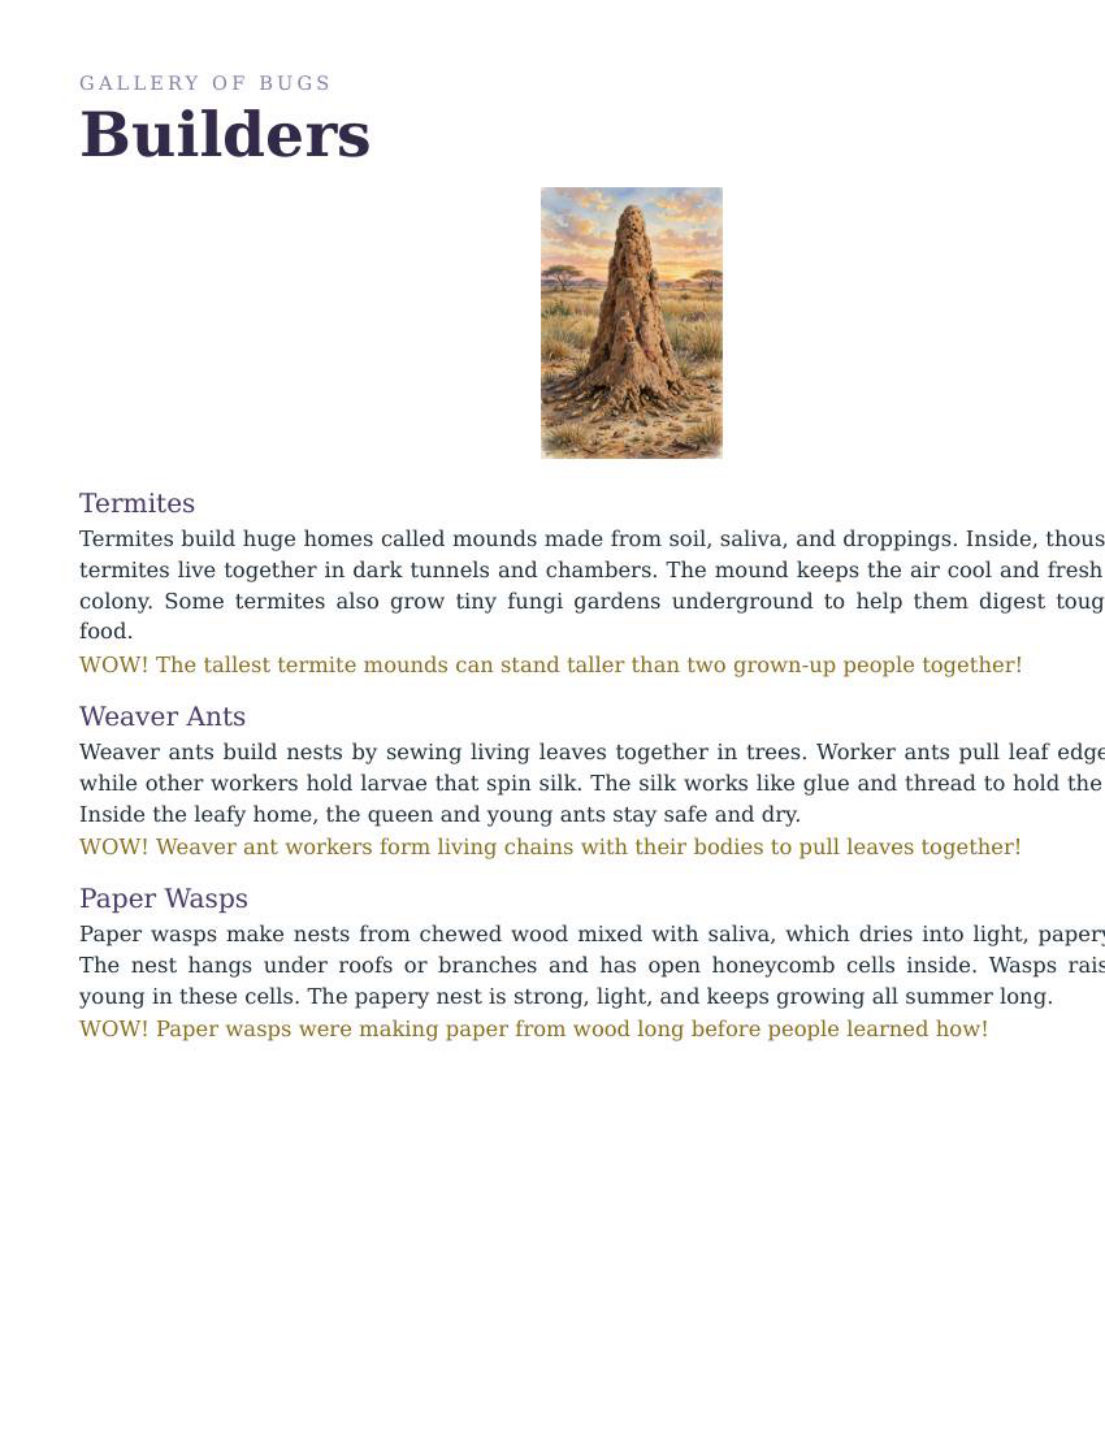 GALLERY OF BUGS
Builders
Termites
Termites build huge homes called mounds made from soil, saliva, and droppings. Inside,
termites live together in dark tunnels and chambers. The mound keeps the air cool and fresh
colony. Some termites also grow tiny fungi gardens underground to help them digest
food.
WOW! The tallest termite mounds can stand taller than two grown-up people together!
Weaver Ants
Weaver ants build nests by sewing living leaves together in trees. Worker ants pull leaf
while other workers hold larvae that spin silk. The silk works like glue and thread to hold the
Inside the leafy home, the queen and young ants stay safe and dry.
WOW! Weaver ant workers form living chains with their bodies to pull leaves together!
Paper Wasps
Paper wasps make nests from chewed wood mixed with saliva, which dries into light,
The nest hangs under roofs or branches and has open honeycomb cells inside. Wasps
young in these cells. The papery nest is strong, light, and keeps growing all summer long.
WOW! Paper wasps were making paper from wood long before people learned how!